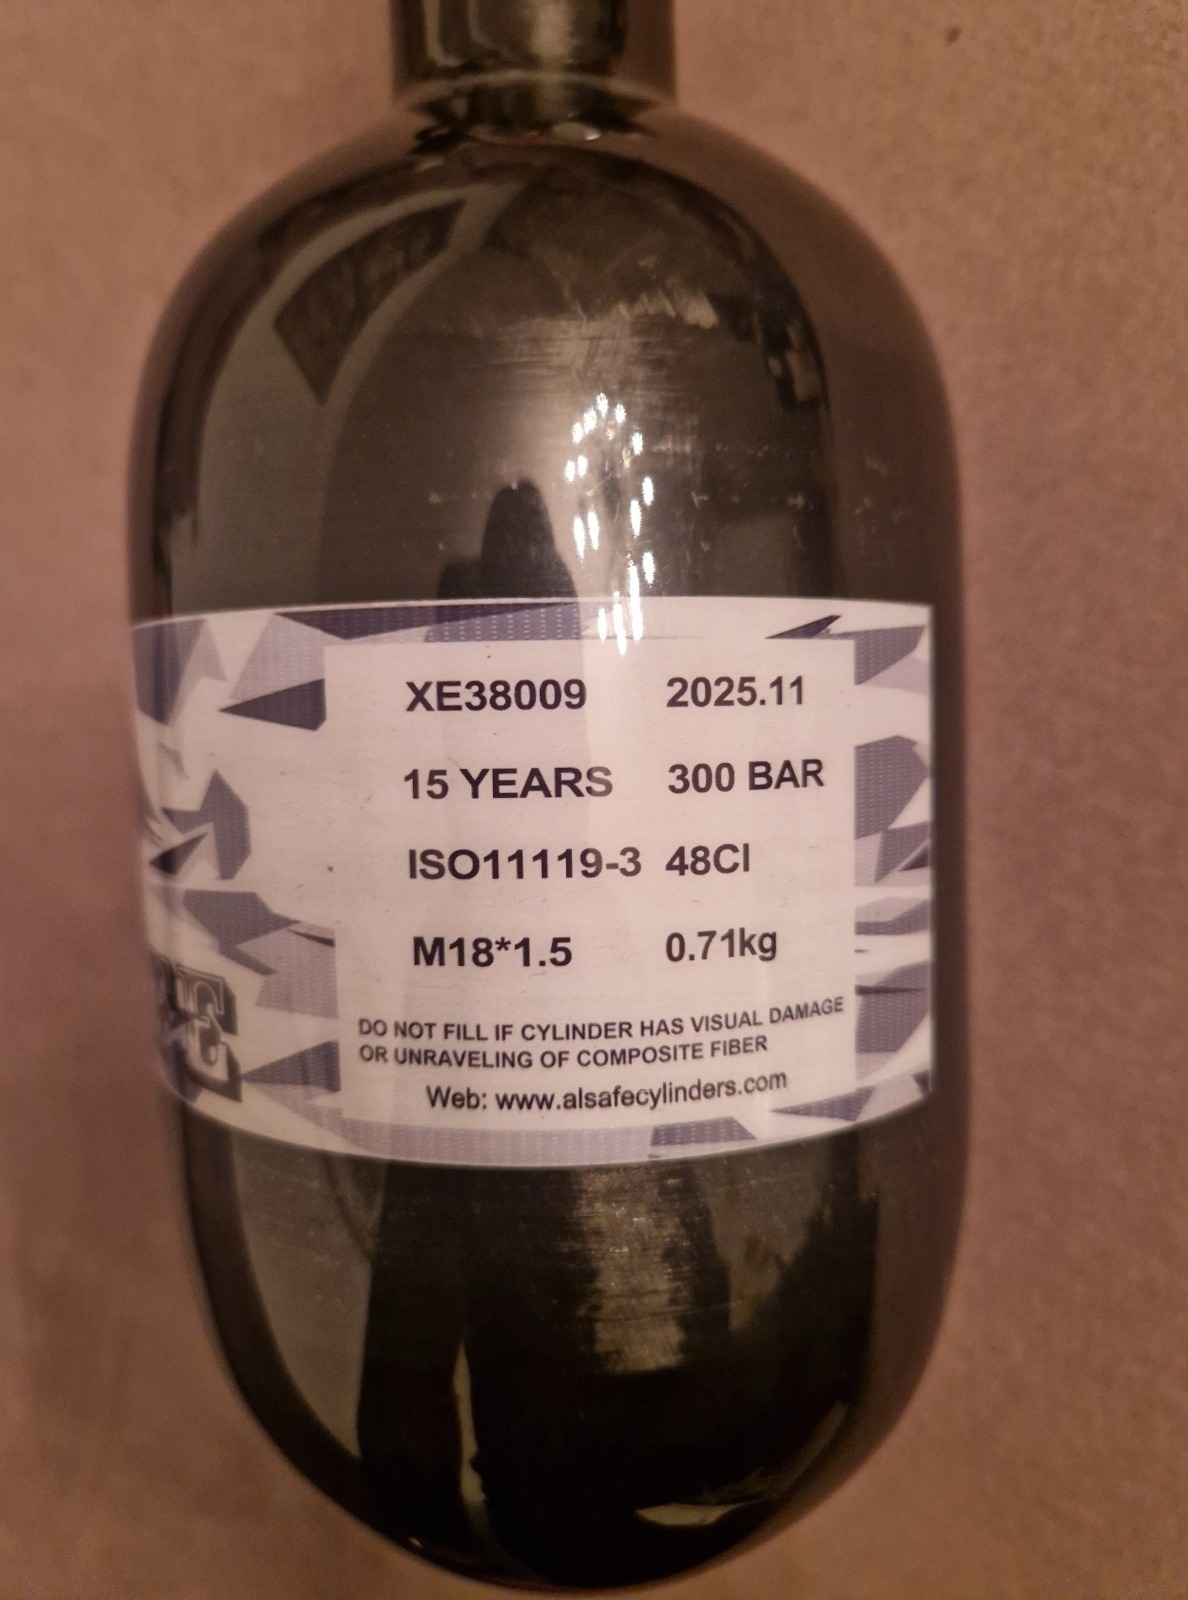 XE38009 2025.11
15 YEARS 300 BAR
ISO11119-3 48CI
M18*1.5 0.71kg
DO NOT FILL IF CYLINDER HAS VISUAL DAMAGE
OR UNRAVELING OF COMPOSITE FIBER
Web: www.alsafecylinders.com